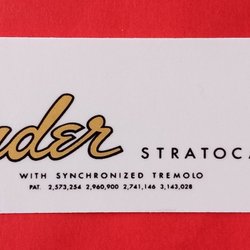 nder STRATOCA
WITH SYNCHRONIZED TREMOLO
PAT. 2,573,254 2,960,900 2,741,146 3,143,028